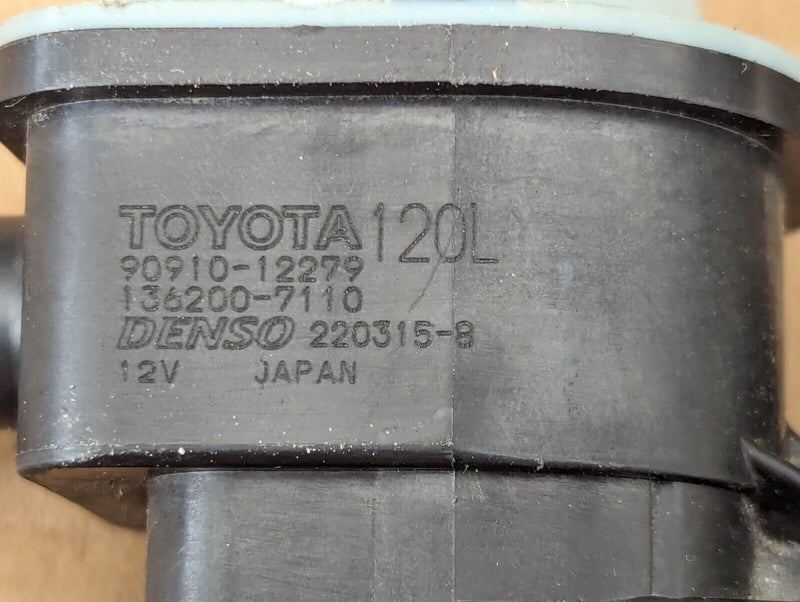 TOYOTA 120L
90910-12279
136200-7110
DENSO 220315-8
12V JAPAN